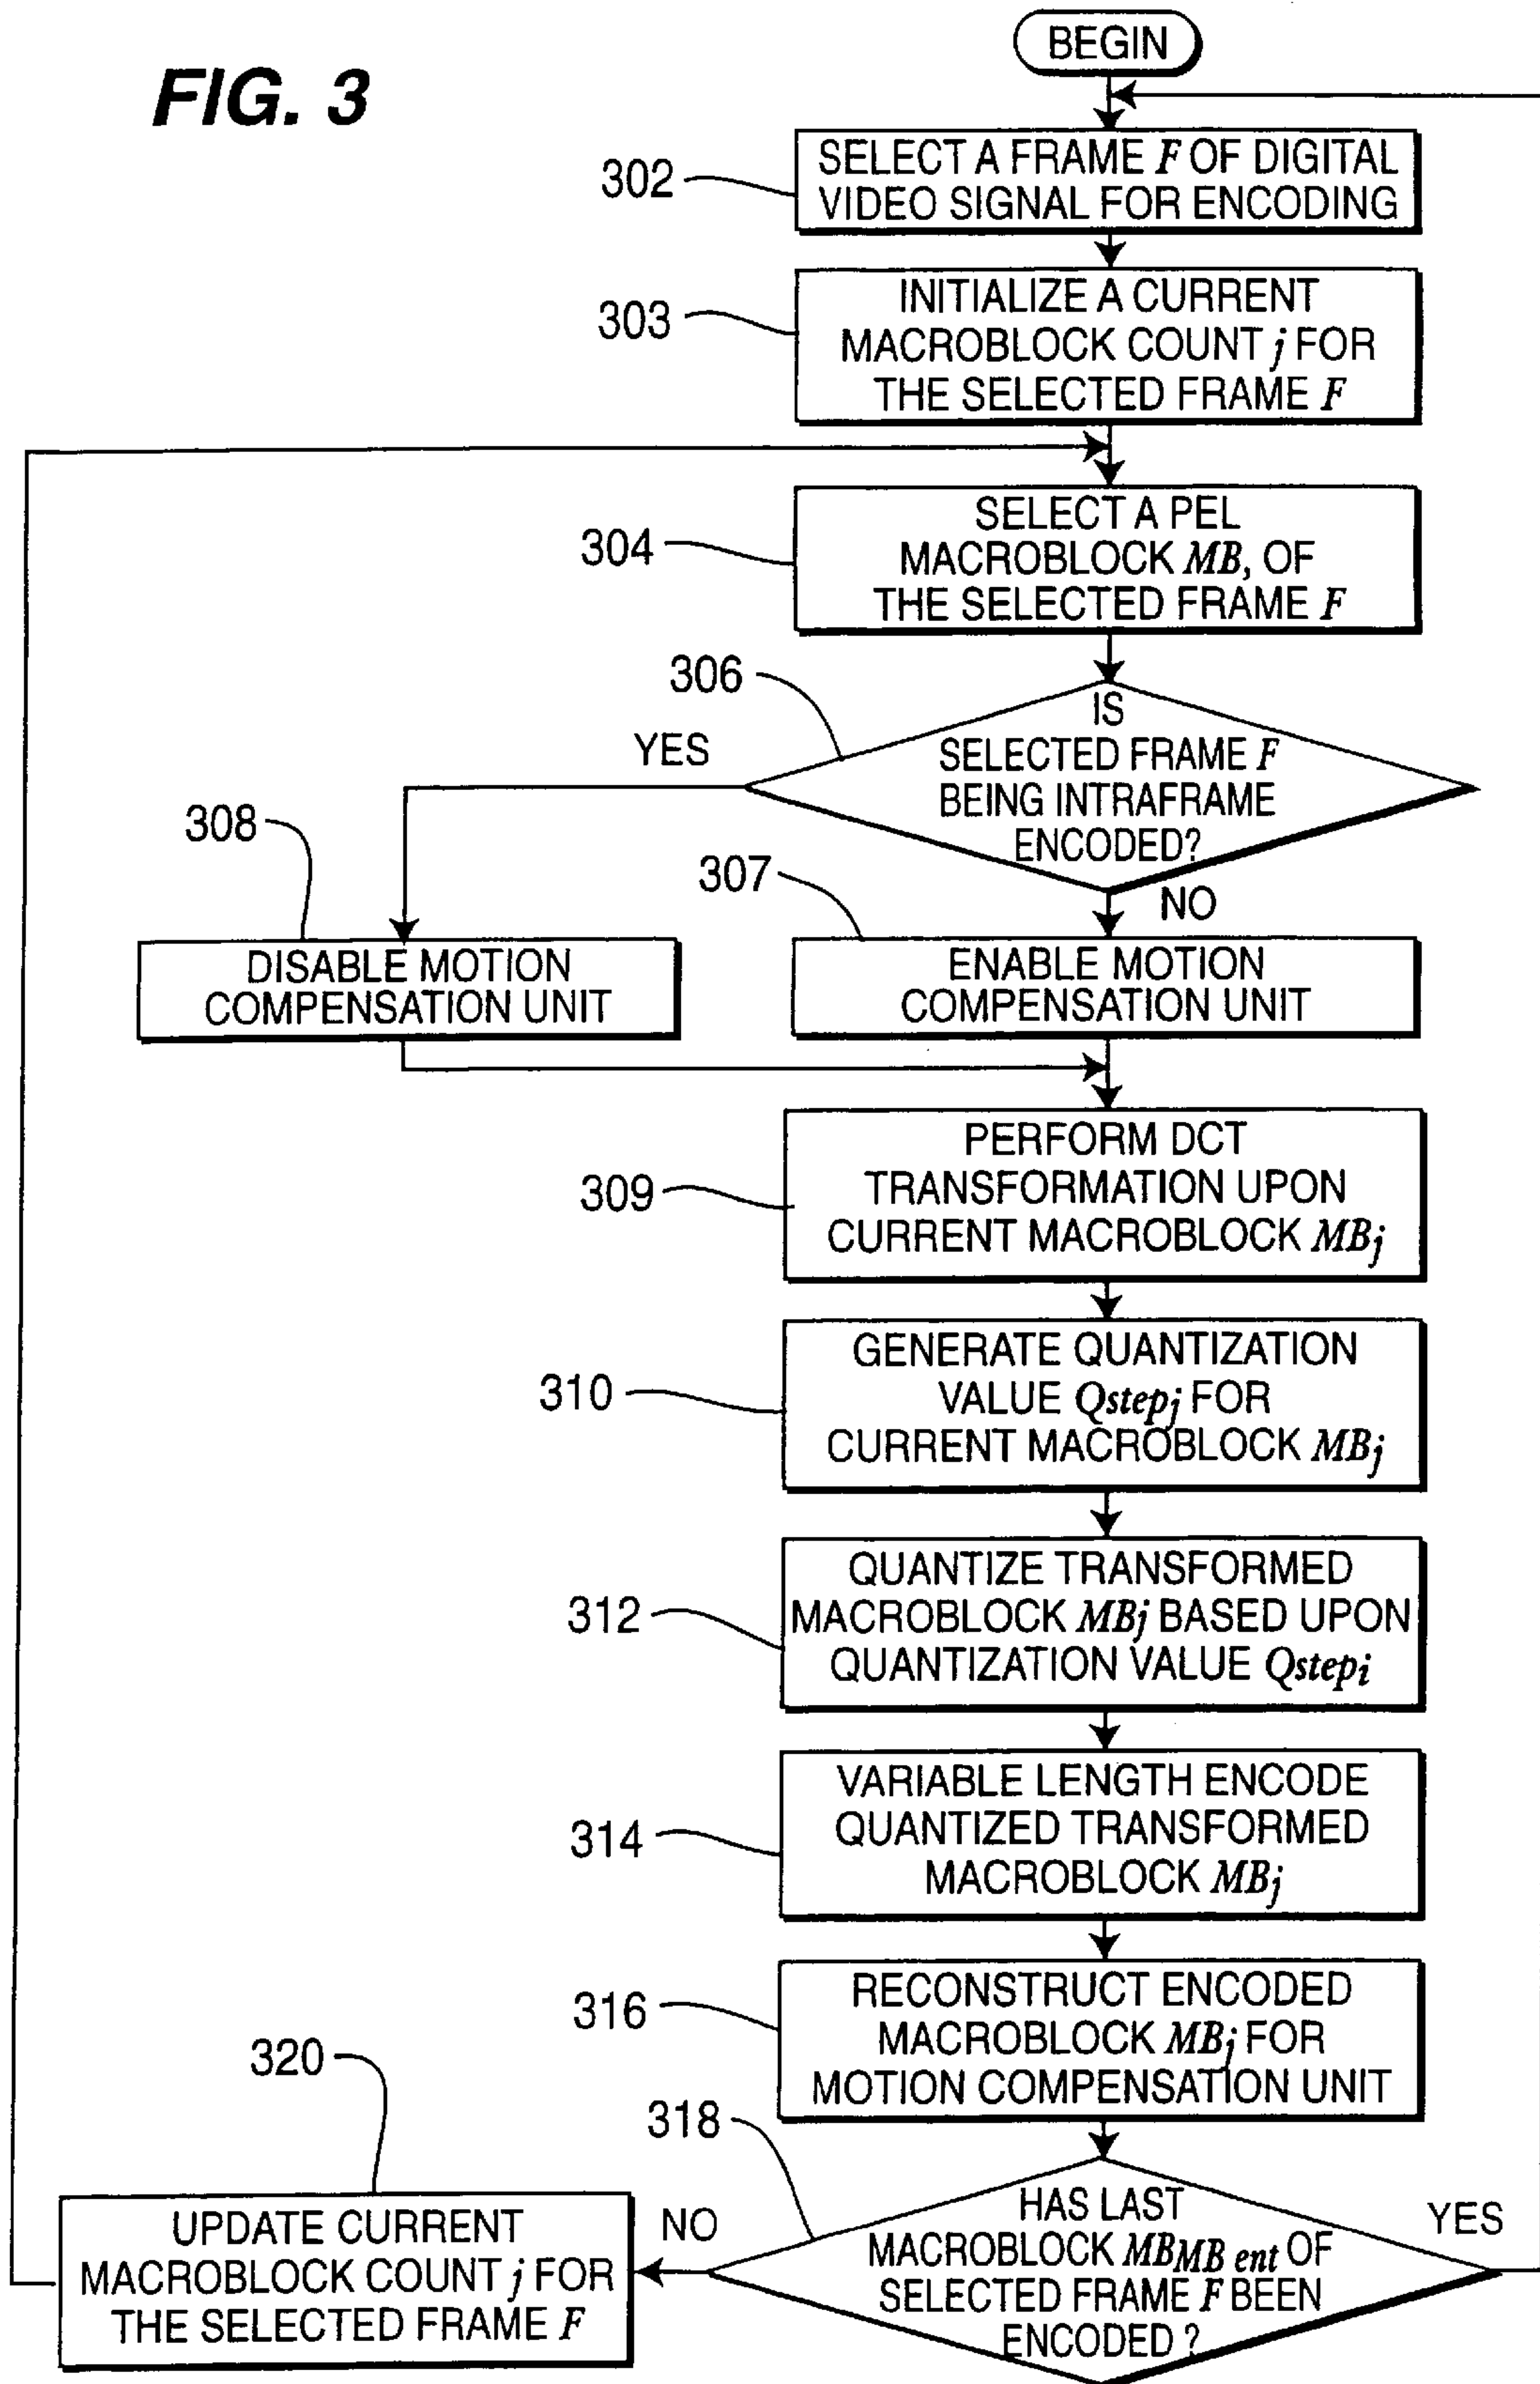 FIG. 3
BEGIN
302
SELECT A FRAME F OF DIGITAL
VIDEO SIGNAL FOR ENCODING
303
INITIALIZE A CURRENT
MACROBLOCK COUNT j FOR
THE SELECTED FRAME F
304
SELECT A PEL
MACROBLOCK MB, OF
THE SELECTED FRAME F
306
IS
SELECTED FRAME F
BEING INTRAFRAME
ENCODED?
YES
NO
308
DISABLE MOTION
COMPENSATION UNIT
307
ENABLE MOTION
COMPENSATION UNIT
309
PERFORM DCT
TRANSFORMATION UPON
CURRENT MACROBLOCK MBj
310
GENERATE QUANTIZATION
VALUE Qstepj FOR
CURRENT MACROBLOCK MBj
312
QUANTIZE TRANSFORMED
MACROBLOCK MBj BASED UPON
QUANTIZATION VALUE Qstepi
314
VARIABLE LENGTH ENCODE
QUANTIZED TRANSFORMED
MACROBLOCK MBj
316
RECONSTRUCT ENCODED
MACROBLOCK MBj FOR
MOTION COMPENSATION UNIT
318
HAS LAST
MACROBLOCK MBMB ent OF
SELECTED FRAME F BEEN
ENCODED ?
YES
NO
320
UPDATE CURRENT
MACROBLOCK COUNT j FOR
THE SELECTED FRAME F